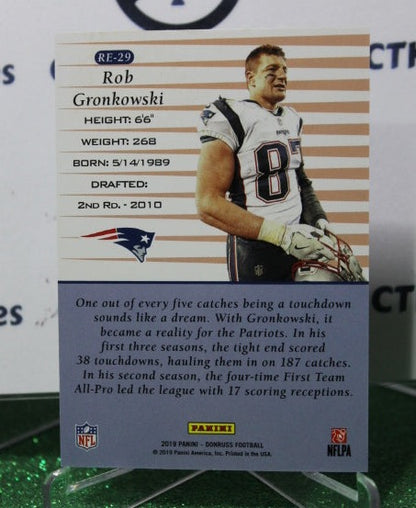 RE-29
Rob
Gronkowski
HEIGHT: 6'6"
WEIGHT: 268
BORN: 5/14/1989
DRAFTED:
2ND RD. - 2010
87
One out of every five catches being a touchdown
sounds like a dream. With Gronkowski, it
became a reality for the Patriots. In his
first three seasons, the tight end scored
38 touchdowns, hauling them in on 187 catches.
In his second season, the four-time First Team
All-Pro led the league with 17 scoring receptions.
NFL
PANINI
NFLPA
2019 PANINI - DONRUSS FOOTBALL
© 2019 Panini America, Inc. Printed in the USA.